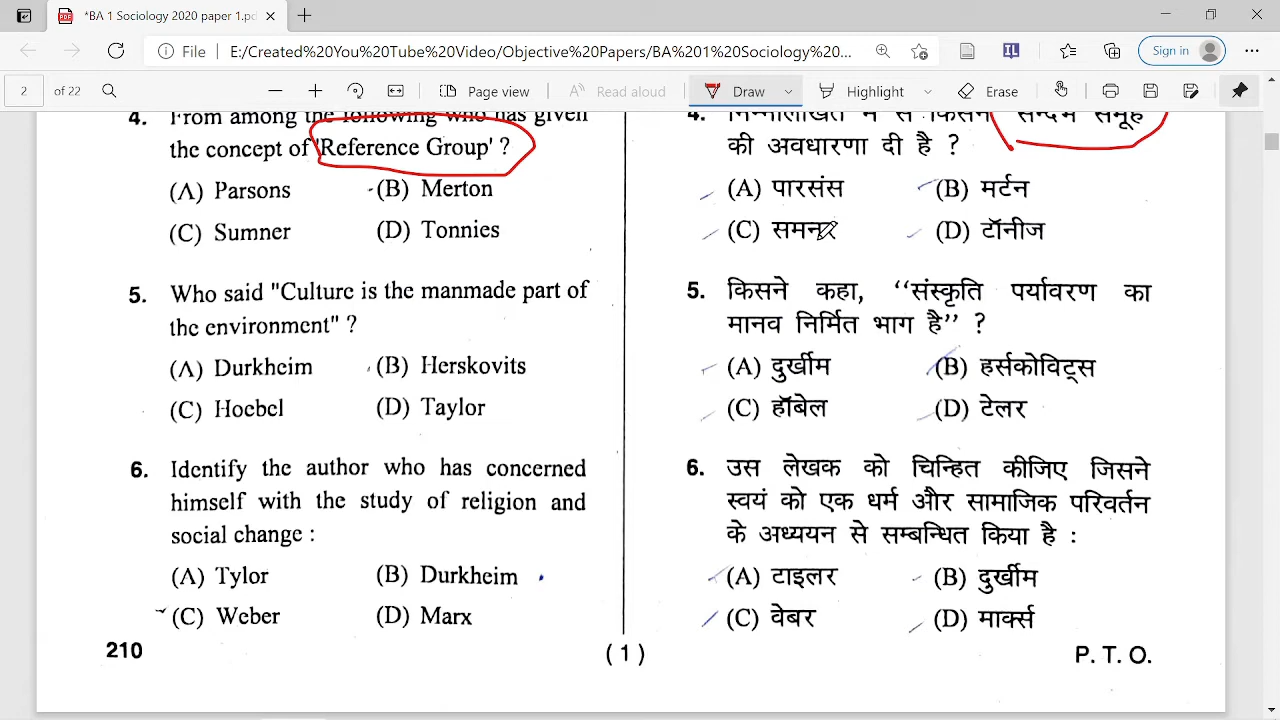 *BA 1 Sociology 2020 paper 1.pd
File
E:/Created%20You%20Tube%20Video/Objective%20Papers/BA%201%20Sociology%20...
Sign in
2 of 22
Page view
Read aloud
Draw
Highlight
Erase
4. From among the following who has given
the concept of 'Reference Group' ?
(A) Parsons (B) Merton
(C) Sumner (D) Tonnies
5. Who said "Culture is the manmade part of
the environment" ?
(A) Durkheim (B) Herskovits
(C) Hoebel (D) Taylor
6. Identify the author who has concerned
himself with the study of religion and
social change :
(A) Tylor (B) Durkheim
(C) Weber (D) Marx
210
4. निम्नलिखित में से किसने सन्दर्भ समूह
की अवधारणा दी है ?
(A) पारसंस (B) मर्टन
(C) समनर (D) टॉनीज
5. किसने कहा, ‘‘संस्कृति पर्यावरण का
मानव निर्मित भाग है’’ ?
(A) दुर्खीम (B) हर्सकोविट्स
(C) हॉबेल (D) टेलर
6. उस लेखक को चिन्हित कीजिए जिसने
स्वयं को एक धर्म और सामाजिक परिवर्तन
के अध्ययन से सम्बन्धित किया है :
(A) टाइलर (B) दुर्खीम
(C) वेबर (D) मार्क्स
( 1 )
P. T. O.